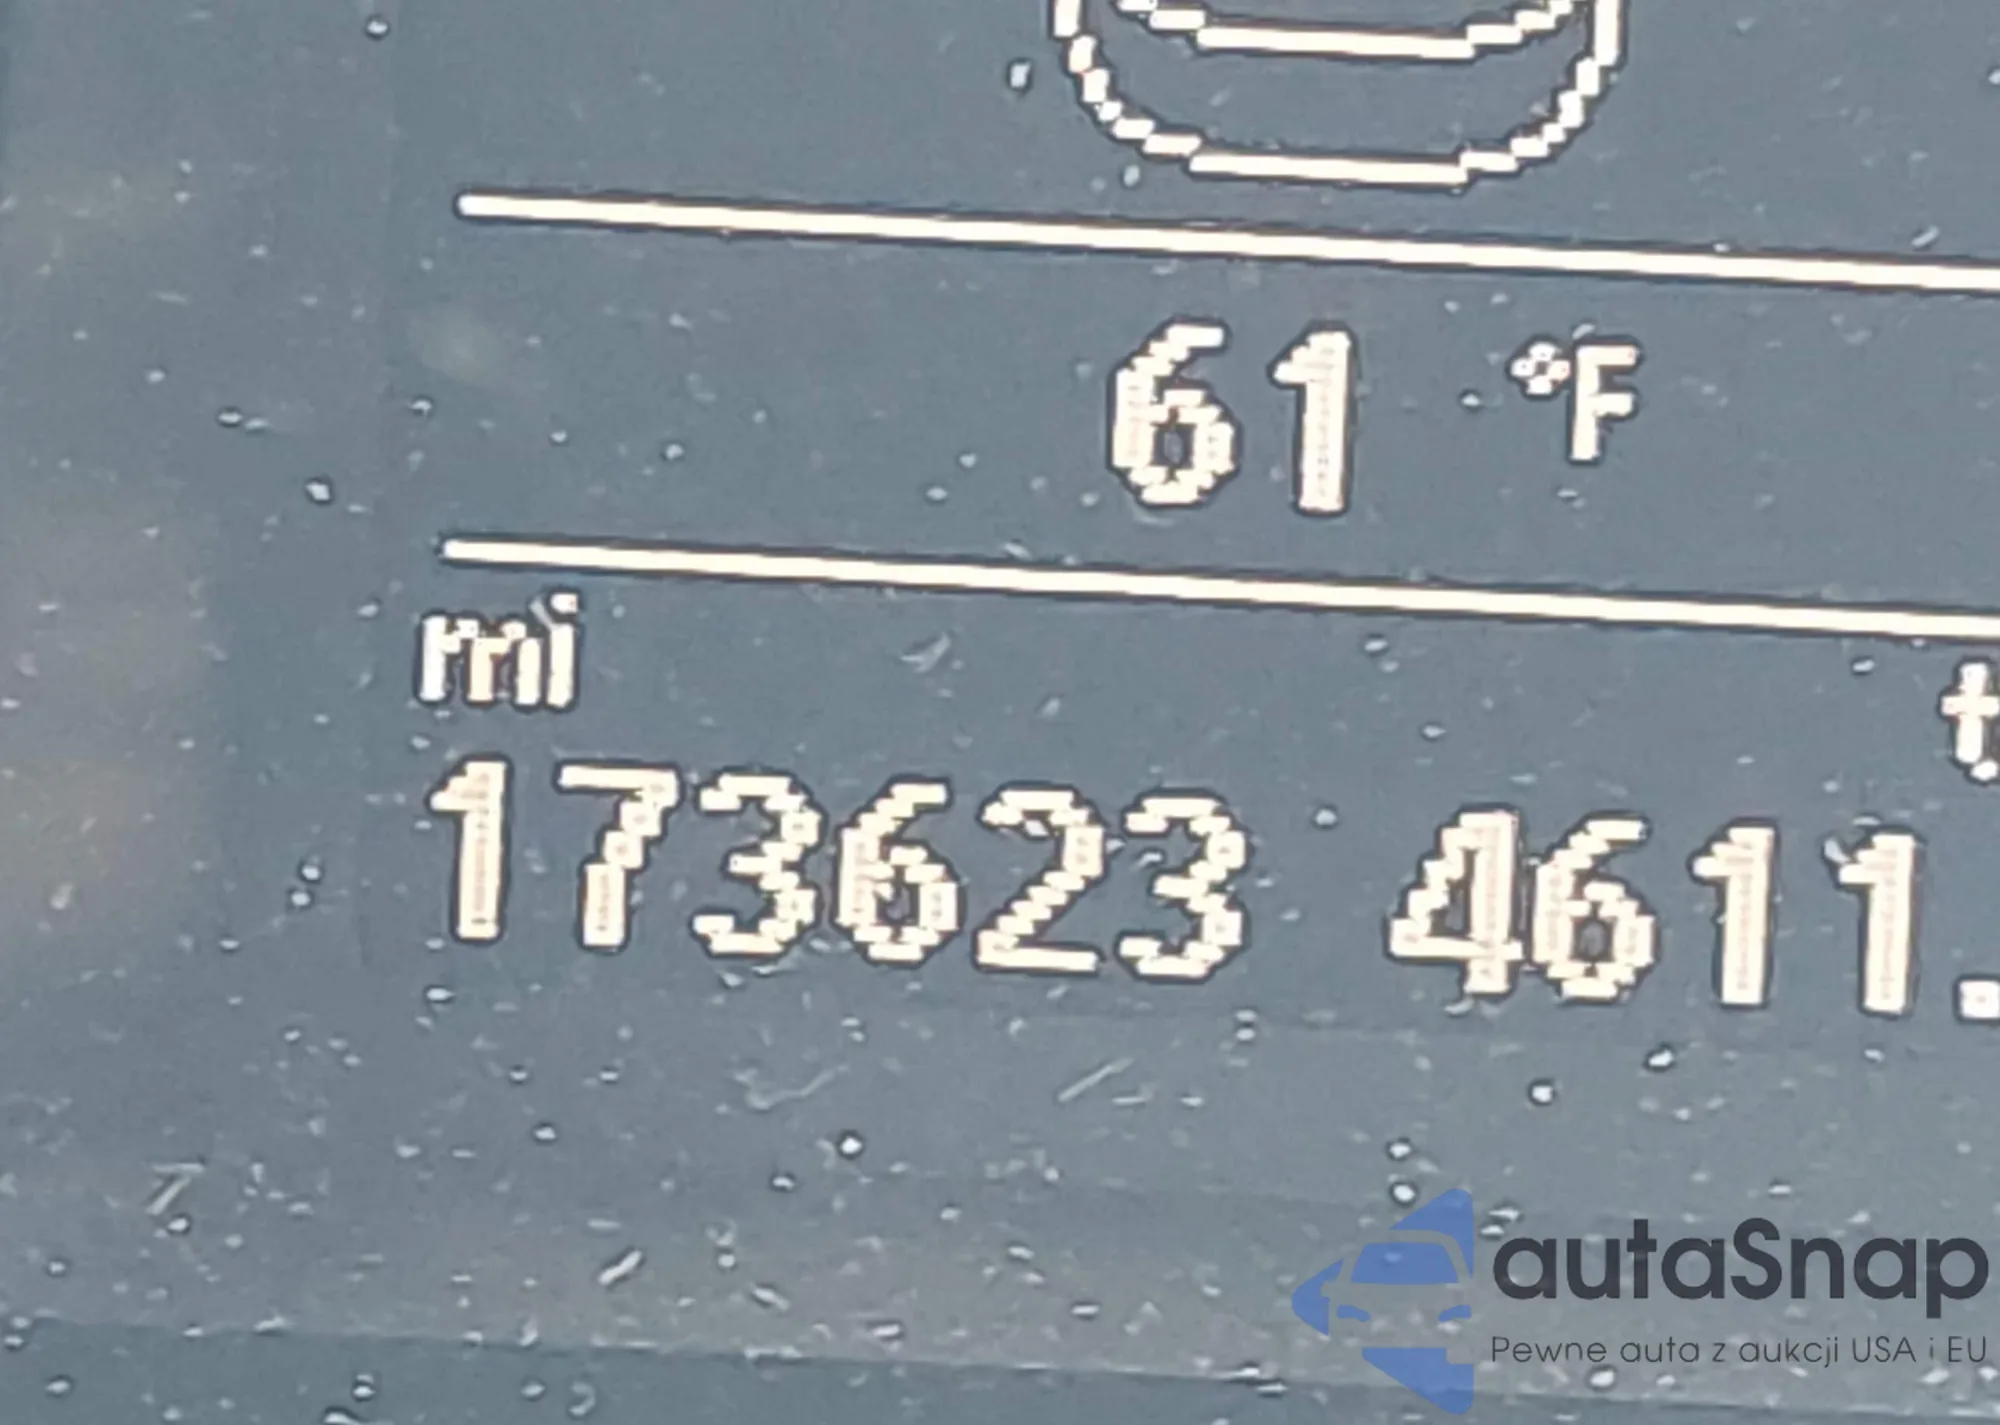 61 °F
mi t
173623 4611.
autaSnap
Pewne auta z aukcji USA i EU